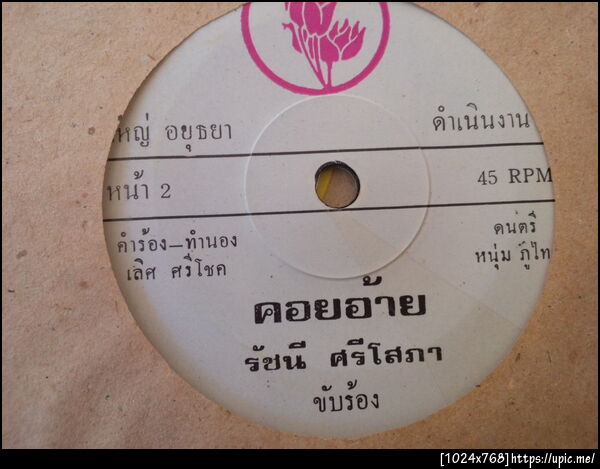 ใหญ่ อยุธยา ดำเนินงาน
หน้า 2 45 RPM
คำร้อง—ทำนอง ดนตรี
เลิศ ศรีโชค หนุ่ม ภูไท
คอยอ้าย
รัชนี ศรีโสภา
ขับร้อง
[1024x768]https://upic.me/